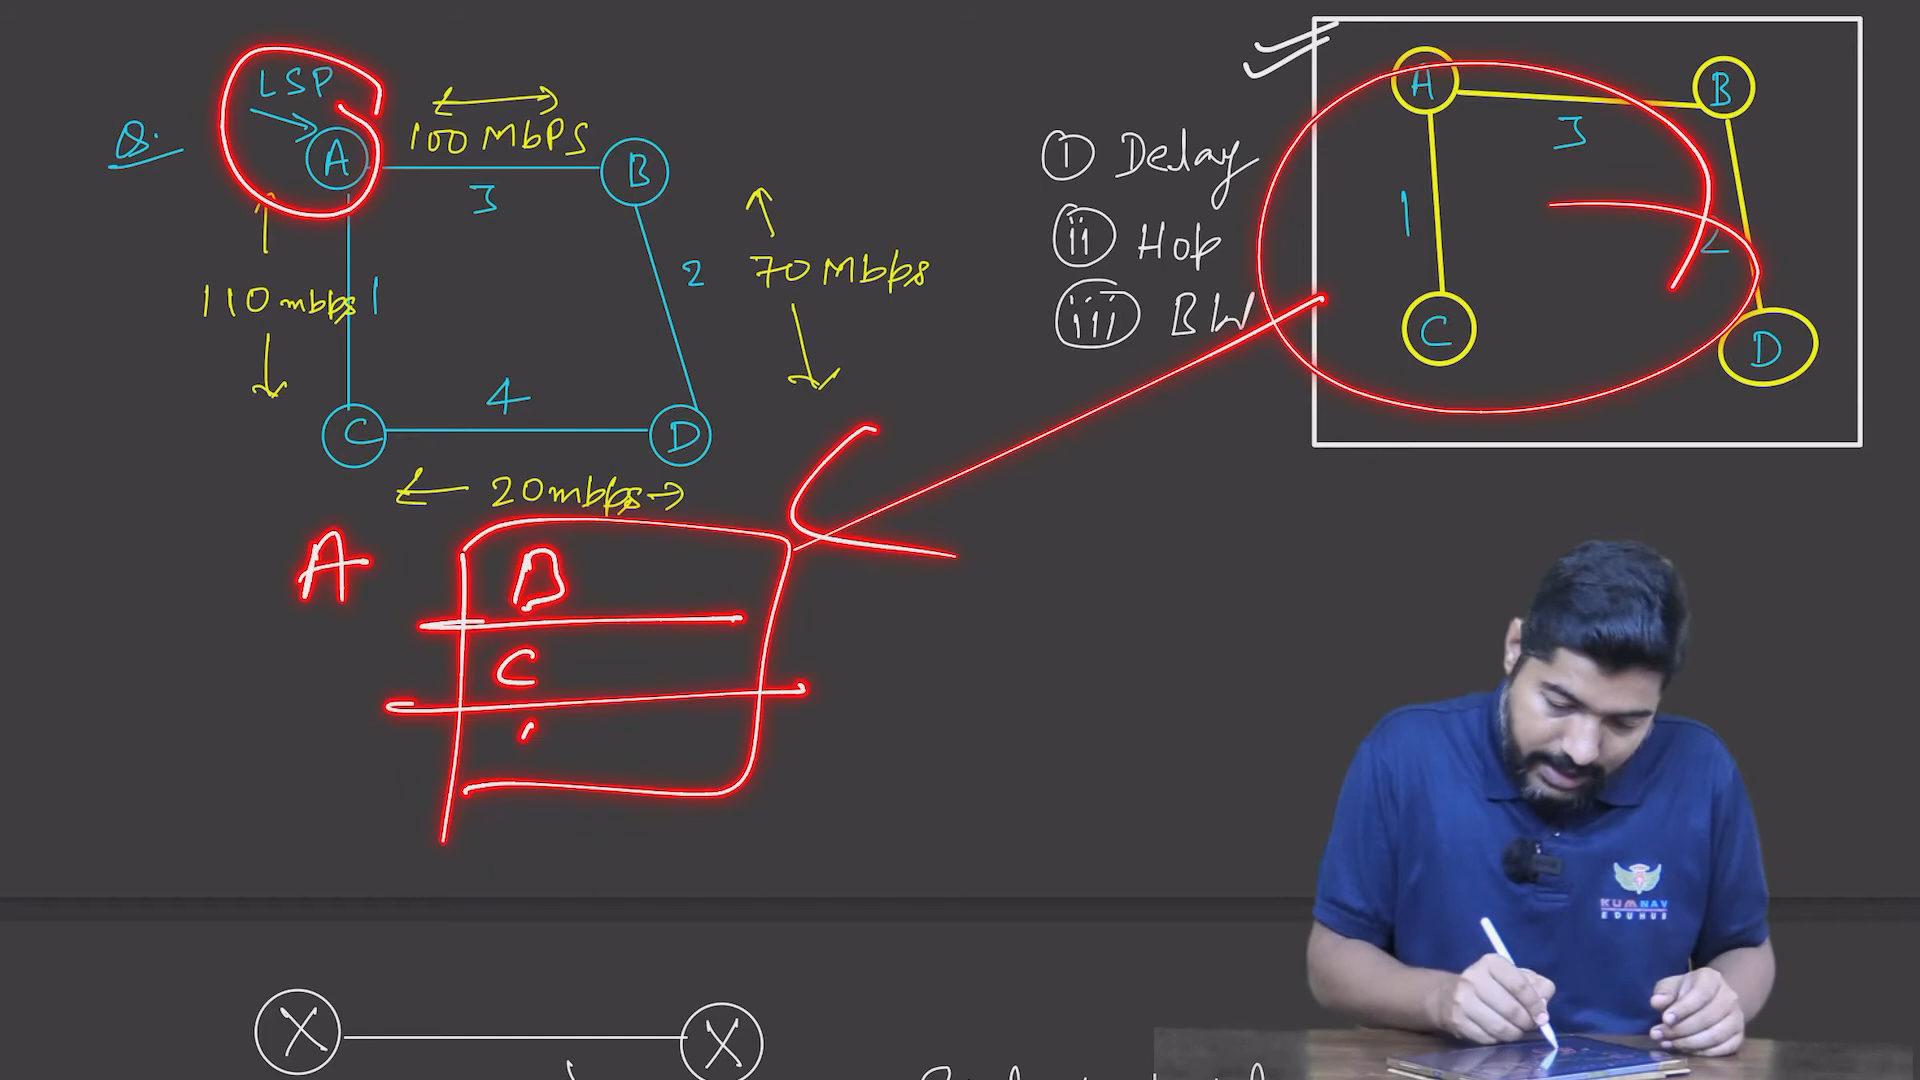 LSP
Q.
A
100 MbPS
3
B
110 mbps
1
2
70 Mbps
C
4
D
20 mbps
① Delay
ⅱ Hop
ⅲ BW
A
B
3
1
2
C
D
A
B
C
X
X
KUMNAV
EDUHUB